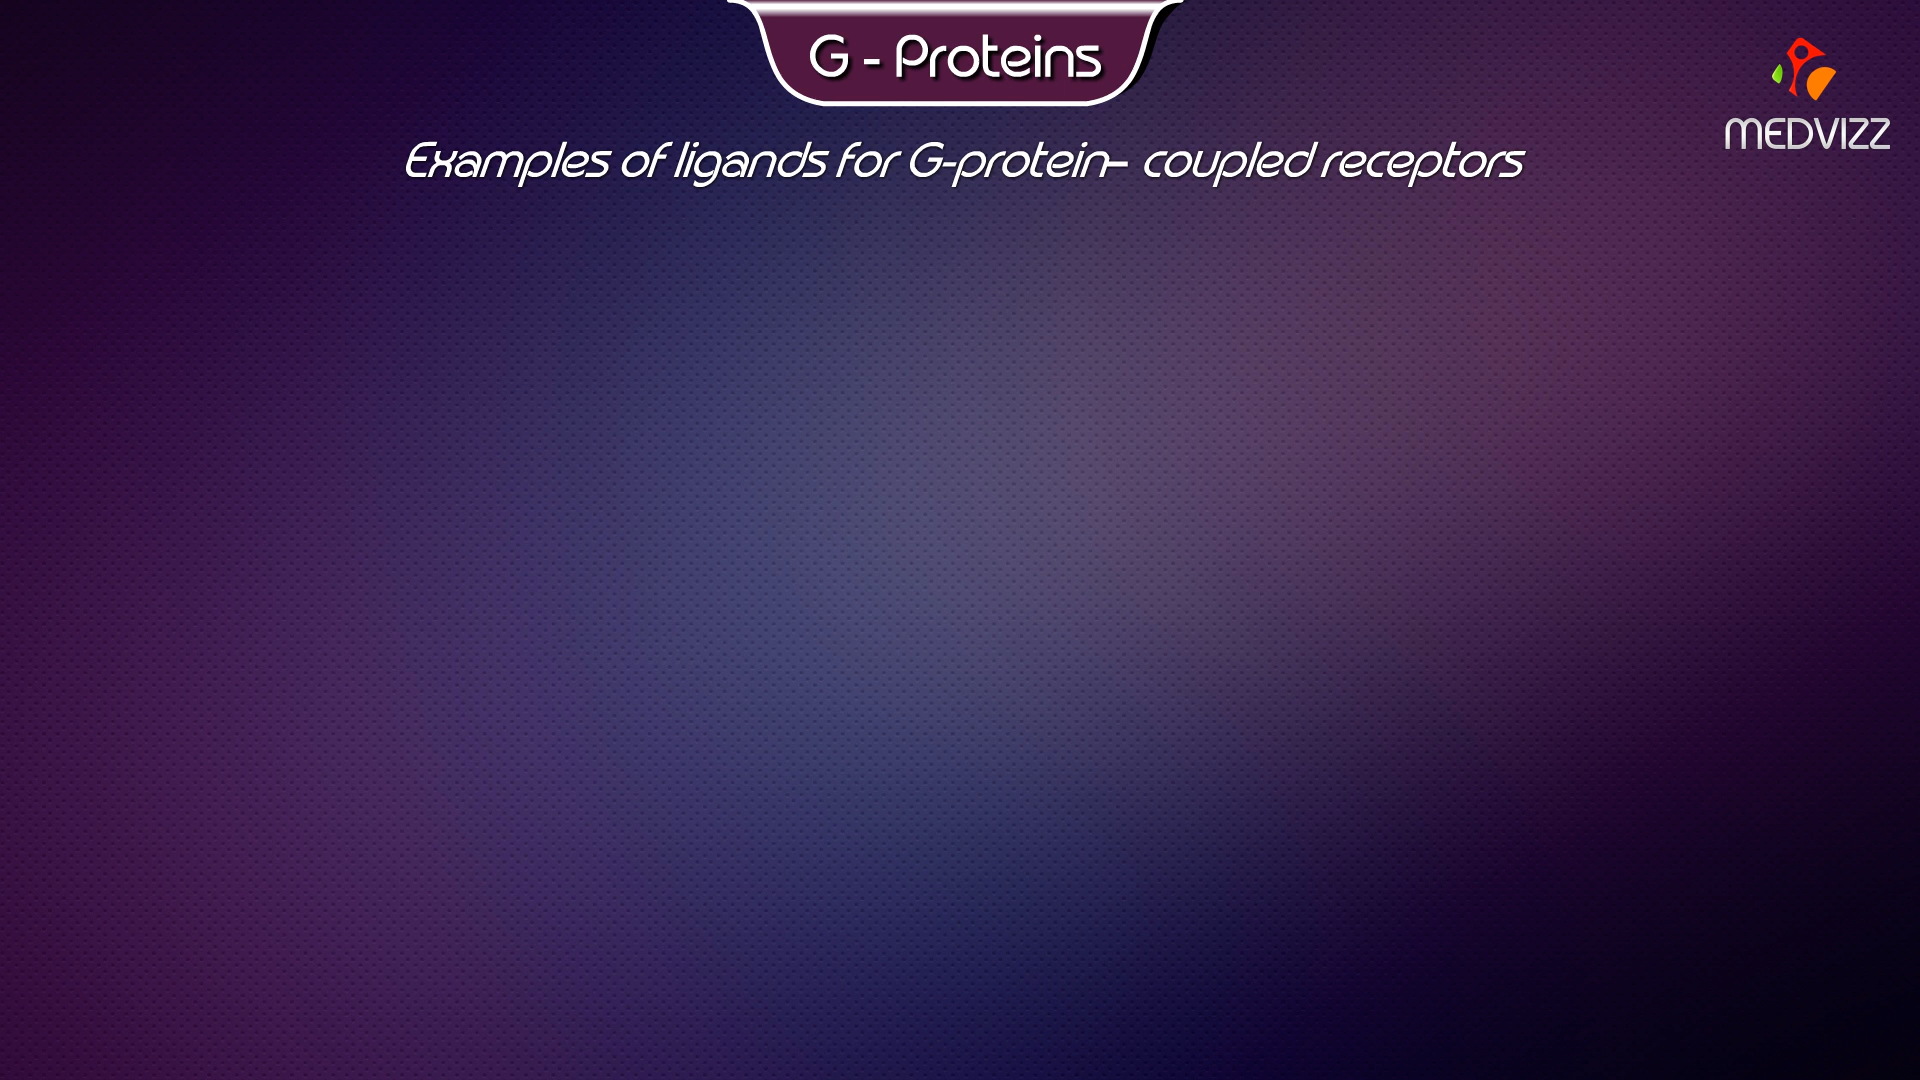 G - Proteins
MEDVIZZ
Examples of ligands for G-protein- coupled receptors